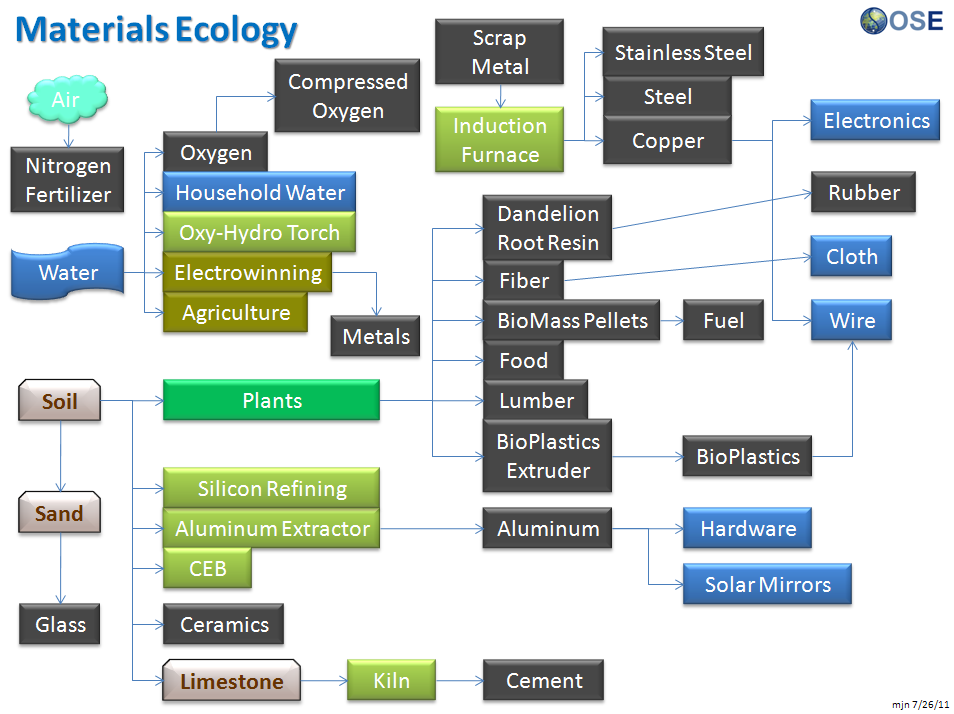 Materials Ecology
OSE
Air
Nitrogen
Fertilizer
Water
Compressed
Oxygen
Oxygen
Household Water
Oxy-Hydro Torch
Electrowinning
Agriculture
Metals
Scrap
Metal
Induction
Furnace
Stainless Steel
Steel
Copper
Electronics
Rubber
Cloth
Wire
Dandelion
Root Resin
Fiber
BioMass Pellets
Fuel
Food
Lumber
BioPlastics
Extruder
BioPlastics
Soil
Plants
Sand
Silicon Refining
Aluminum Extractor
Aluminum
Hardware
Solar Mirrors
CEB
Glass
Ceramics
Limestone
Kiln
Cement
mjn 7/26/11